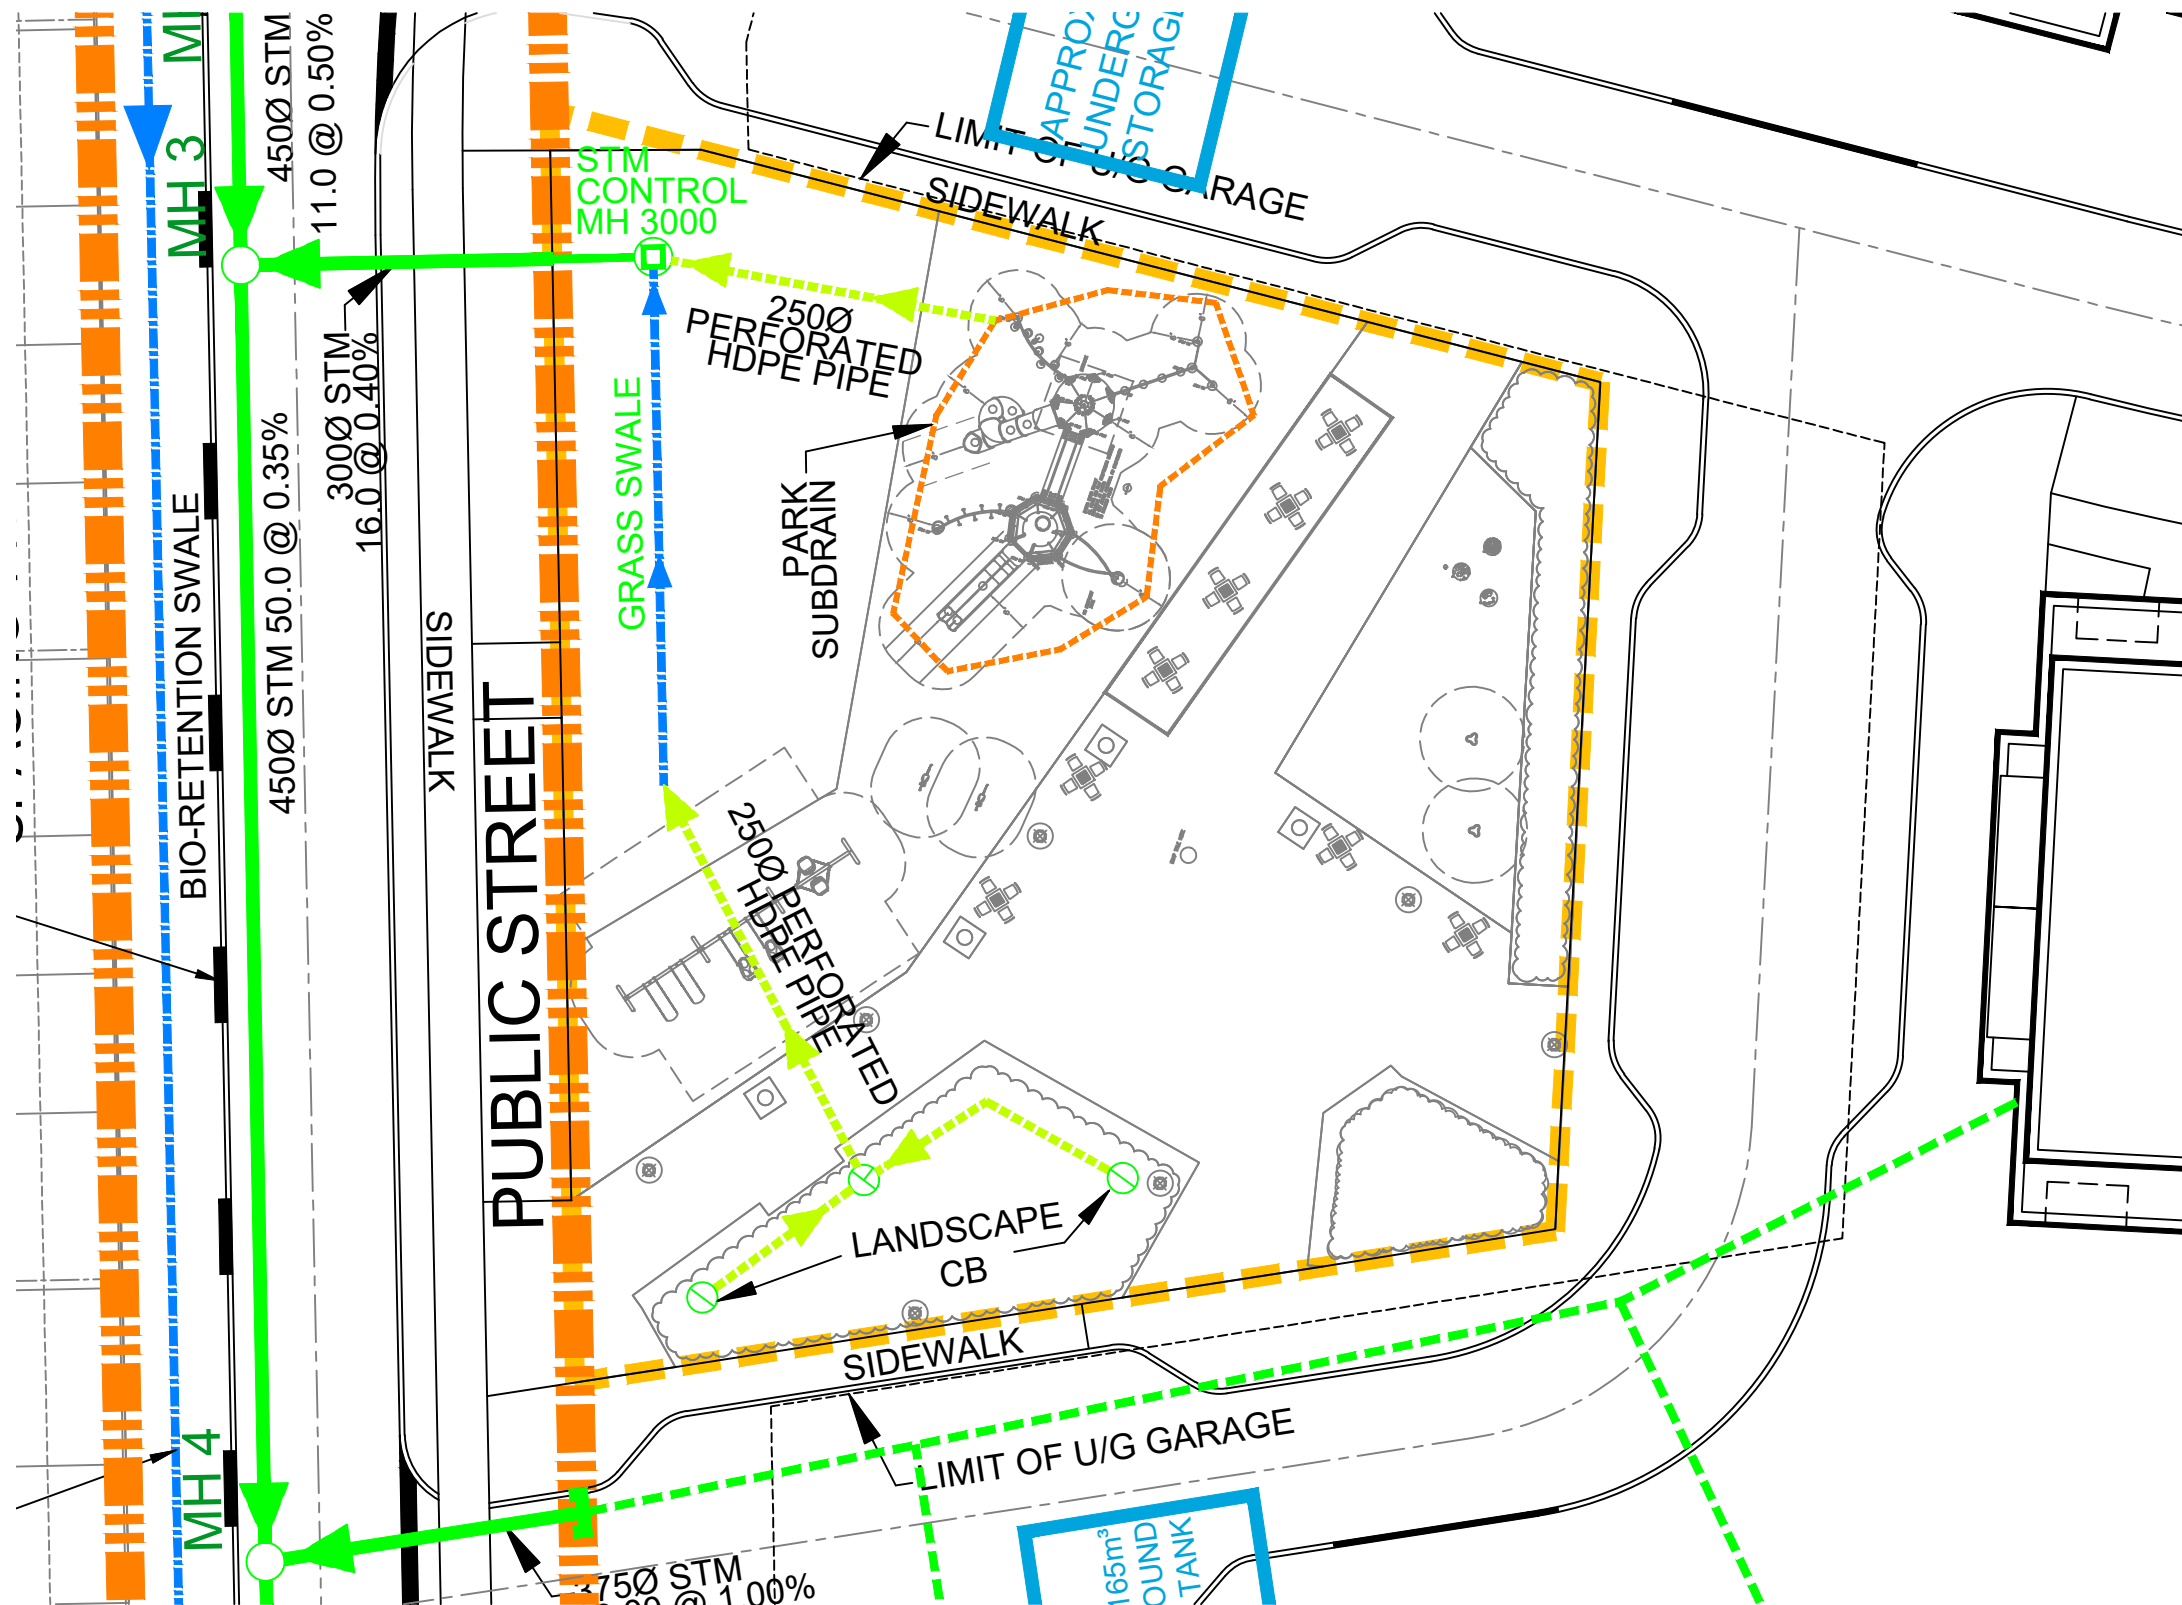 MH 3
450Ø STM
11.0 @ 0.50%
STM
CONTROL
MH 3000
LIMIT OF U/G GARAGE
SIDEWALK
250Ø
PERFORATED
HDPE PIPE
300Ø STM
16.0 @ 0.40%
GRASS SWALE
PARK
SUBDRAIN
BIO-RETENTION SWALE
450Ø STM 50.0 @ 0.35%
SIDEWALK
PUBLIC STREET
250Ø PERFORATED
HDPE PIPE
LANDSCAPE
CB
SIDEWALK
LIMIT OF U/G GARAGE
MH 4
375Ø STM
@ 1.00%
165m³
TANK